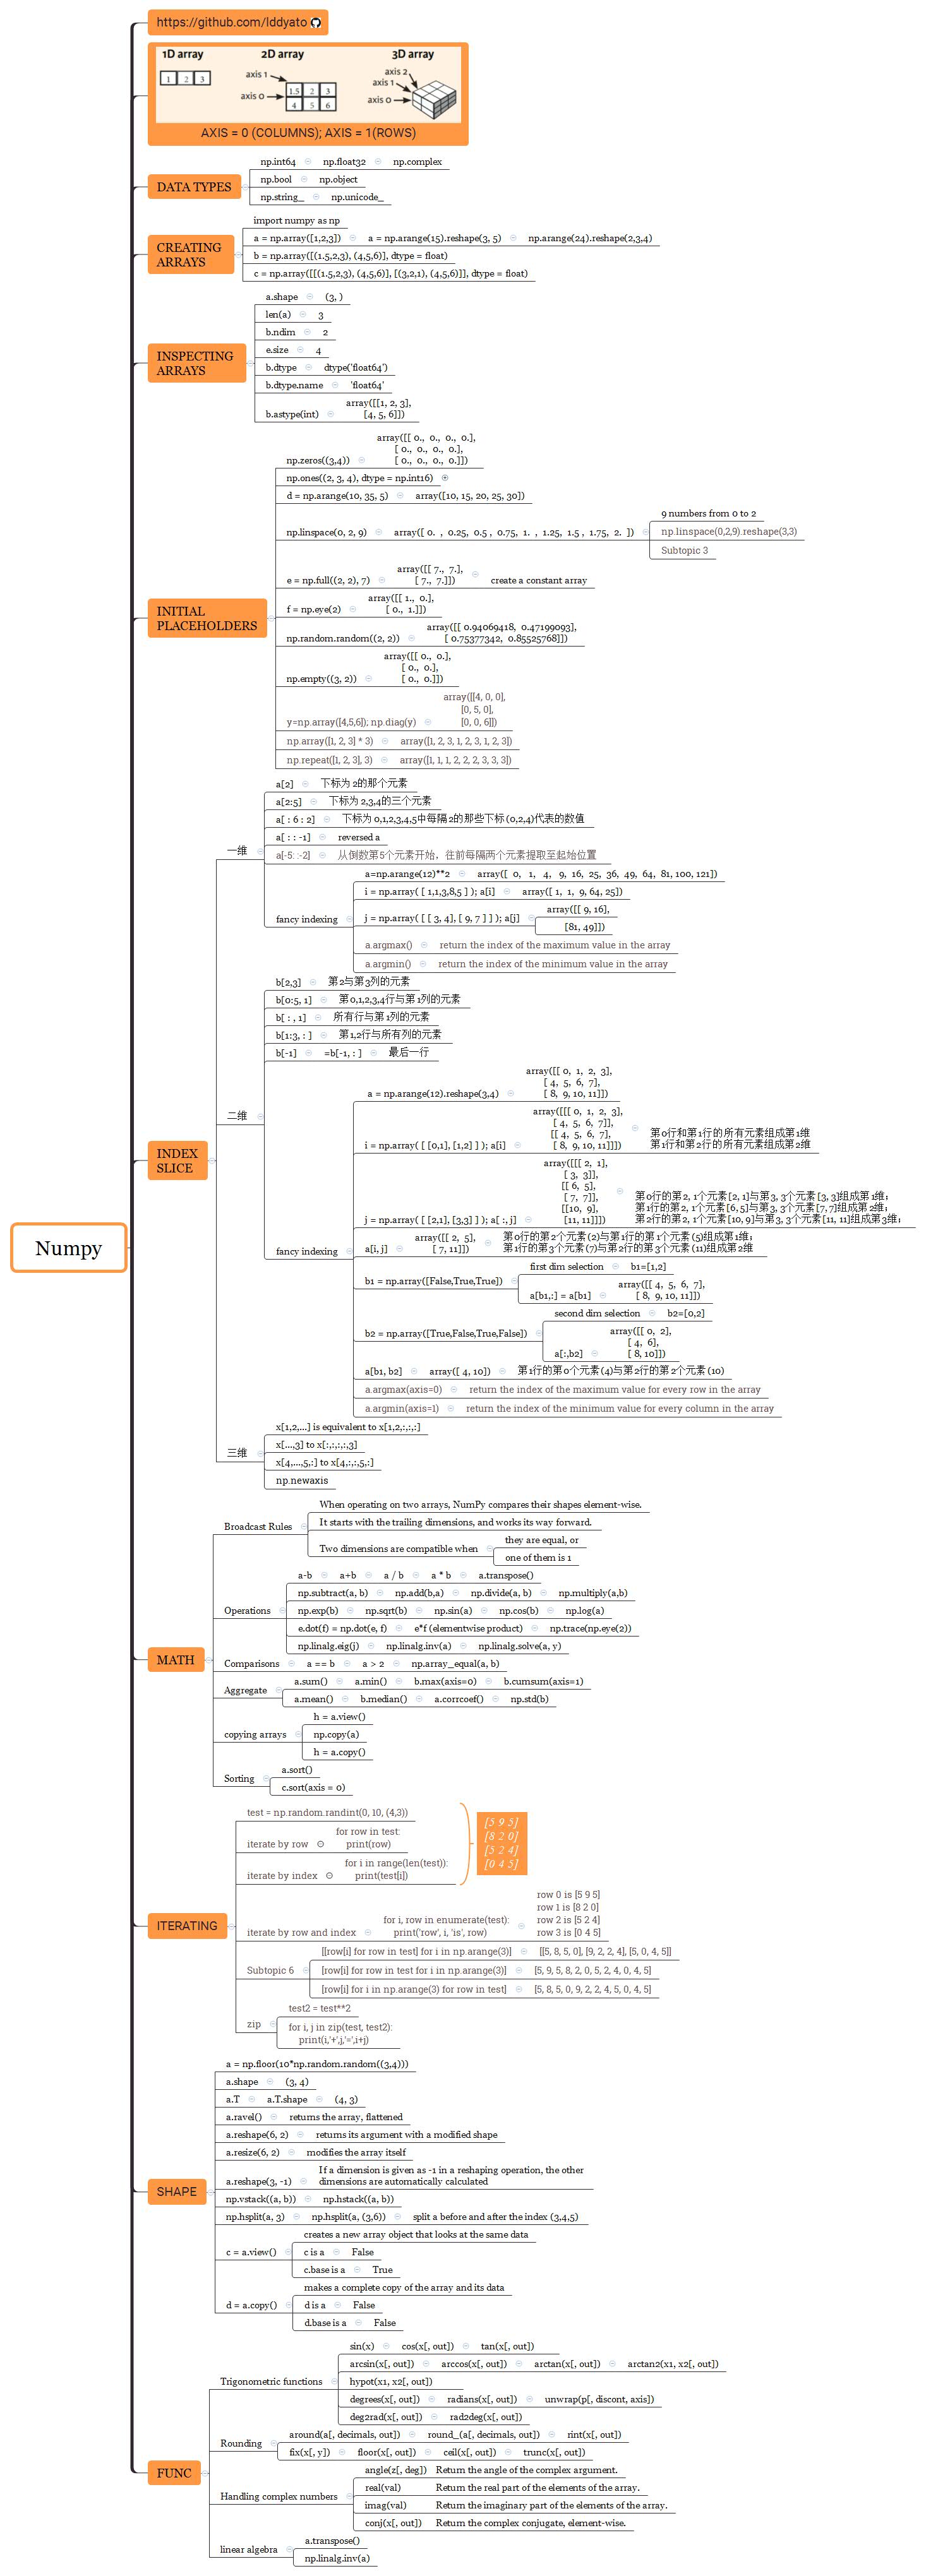 https://github.com/lddyato
1D array 2D array 3D array
1 2 3
axis 1
axis 0
1.5 2 3
4 5 6
axis 2
axis 1
axis 0
AXIS = 0 (COLUMNS); AXIS = 1(ROWS)
DATA TYPES
np.int64 np.float32 np.complex
np.bool np.object
np.string_ np.unicode_
CREATING
ARRAYS
import numpy as np
a = np.array([1,2,3]) a = np.arange(15).reshape(3, 5) np.arange(24).reshape(2,3,4)
b = np.array([(1.5,2,3), (4,5,6)], dtype = float)
c = np.array([[(1.5,2,3), (4,5,6)], [(3,2,1), (4,5,6)]], dtype = float)
INSPECTING
ARRAYS
a.shape (3, )
len(a) 3
b.ndim 2
e.size 4
b.dtype dtype('float64')
b.dtype.name 'float64'
b.astype(int) array([[1, 2, 3],
[4, 5, 6]])
INITIAL
PLACEHOLDERS
np.zeros((3,4)) array([[ 0., 0., 0., 0.],
[ 0., 0., 0., 0.],
[ 0., 0., 0., 0.]])
np.ones((2, 3, 4), dtype = np.int16)
d = np.arange(10, 35, 5) array([10, 15, 20, 25, 30])
np.linspace(0, 2, 9) array([ 0. , 0.25, 0.5 , 0.75, 1. , 1.25, 1.5 , 1.75, 2. ])
9 numbers from 0 to 2
np.linspace(0,2,9).reshape(3,3)
Subtopic 3
e = np.full((2, 2), 7) array([[ 7., 7.],
[ 7., 7.]]) create a constant array
f = np.eye(2) array([[ 1., 0.],
[ 0., 1.]])
np.random.random((2, 2)) array([[ 0.94069418, 0.47199093],
[ 0.75377342, 0.85525768]])
np.empty((3, 2)) array([[ 0., 0.],
[ 0., 0.],
[ 0., 0.]])
y=np.array([4,5,6]); np.diag(y) array([[4, 0, 0],
[0, 5, 0],
[0, 0, 6]])
np.array([1, 2, 3] * 3) array([1, 2, 3, 1, 2, 3, 1, 2, 3])
np.repeat([1, 2, 3], 3) array([1, 1, 1, 2, 2, 2, 3, 3, 3])
Numpy
INDEX
SLICE
一维
a[2] 下标为 2的那个元素
a[2:5] 下标为 2,3,4的三个元素
a[ : 6 : 2] 下标为 0,1,2,3,4,5中每隔2的那些下标 (0,2,4)代表的数值
a[ : : -1] reversed a
a[-5: :-2] 从倒数第5个元素开始，往前每隔两个元素提取至起始位置
fancy indexing
a=np.arange(12)**2 array([ 0, 1, 4, 9, 16, 25, 36, 49, 64, 81, 100, 121])
i = np.array( [ 1,1,3,8,5 ] ); a[i] array([ 1, 1, 9, 64, 25])
j = np.array( [ [ 3, 4], [ 9, 7 ] ] ); a[j] array([[ 9, 16],
[81, 49]])
a.argmax() return the index of the maximum value in the array
a.argmin() return the index of the minimum value in the array
二维
b[2,3] 第2与第3列的元素
b[0:5, 1] 第0,1,2,3,4行与第1列的元素
b[ : , 1] 所有行与第1列的元素
b[1:3, : ] 第1,2行与所有列的元素
b[-1] =b[-1, : ] 最后一行
fancy indexing
a = np.arange(12).reshape(3,4) array([[ 0, 1, 2, 3],
[ 4, 5, 6, 7],
[ 8, 9, 10, 11]])
i = np.array( [ [0,1], [1,2] ] ); a[i] array([[[ 0, 1, 2, 3],
[ 4, 5, 6, 7]],
[[ 4, 5, 6, 7],
[ 8, 9, 10, 11]]])
第0行和第1行的所有元素组成第1维
第1行和第2行的所有元素组成第2维
j = np.array( [ [2,1], [3,3] ] ); a[ :, j] array([[[ 2, 1],
[ 3, 3]],
[[ 6, 5],
[ 7, 7]],
[[10, 9],
[11, 11]]])
第0行的第2, 1个元素[2, 1]与第3, 3个元素[3, 3]组成第1维；
第1行的第2, 1个元素[6, 5]与第3, 3个元素[7,7]组成第2维；
第2行的第2, 1个元素[10, 9]与第3, 3个元素[11, 11]组成第3维；
a[i, j] array([[ 2, 5],
[ 7, 11]])
第0行的第2个元素(2)与第1行的第1个元素(5)组成第1维；
第1行的第3个元素(7)与第2行的第3个元素(11)组成第2维
b1 = np.array([False,True,True])
first dim selection b1=[1,2]
a[b1,:] = a[b1] array([[ 4, 5, 6, 7],
[ 8, 9, 10, 11]])
b2 = np.array([True,False,True,False])
second dim selection b2=[0,2]
a[:,b2] array([[ 0, 2],
[ 4, 6],
[ 8, 10]])
a[b1, b2] array([ 4, 10]) 第1行的第0个元素(4)与第2行的第2个元素(10)
a.argmax(axis=0) return the index of the maximum value for every row in the array
a.argmin(axis=1) return the index of the minimum value for every column in the array
三维
x[1,2,...] is equivalent to x[1,2,:,:,:]
x[...,3] to x[:,:,:,:,3]
x[4,...,5,:] to x[4,:,:,5,:]
np.newaxis
MATH
Broadcast Rules
When operating on two arrays, NumPy compares their shapes element-wise.
It starts with the trailing dimensions, and works its way forward.
Two dimensions are compatible when
they are equal, or
one of them is 1
Operations
a-b a+b a / b a * b a.transpose()
np.subtract(a, b) np.add(b,a) np.divide(a, b) np.multiply(a,b)
np.exp(b) np.sqrt(b) np.sin(a) np.cos(b) np.log(a)
e.dot(f) = np.dot(e, f) e*f (elementwise product) np.trace(np.eye(2))
np.linalg.eig(j) np.linalg.inv(a) np.linalg.solve(a, y)
Comparisons a == b a > 2 np.array_equal(a, b)
Aggregate
a.sum() a.min() b.max(axis=0) b.cumsum(axis=1)
a.mean() b.median() a.corrcoef() np.std(b)
copying arrays
h = a.view()
np.copy(a)
h = a.copy()
Sorting
a.sort()
c.sort(axis = 0)
ITERATING
test = np.random.randint(0, 10, (4,3))
iterate by row for row in test:
print(row)
iterate by index for i in range(len(test)):
print(test[i])
[5 9 5]
[8 2 0]
[5 2 4]
[0 4 5]
iterate by row and index for i, row in enumerate(test):
print('row', i, 'is', row)
row 0 is [5 9 5]
row 1 is [8 2 0]
row 2 is [5 2 4]
row 3 is [0 4 5]
Subtopic 6
[[row[i] for row in test] for i in np.arange(3)] [[5, 8, 5, 0], [9, 2, 2, 4], [5, 0, 4, 5]]
[row[i] for row in test for i in np.arange(3)] [5, 9, 5, 8, 2, 0, 5, 2, 4, 0, 4, 5]
[row[i] for i in np.arange(3) for row in test] [5, 8, 5, 0, 9, 2, 2, 4, 5, 0, 4, 5]
zip
test2 = test**2
for i, j in zip(test, test2):
print(i,'+',j,'=',i+j)
SHAPE
a = np.floor(10*np.random.random((3,4)))
a.shape (3, 4)
a.T a.T.shape (4, 3)
a.ravel() returns the array, flattened
a.reshape(6, 2) returns its argument with a modified shape
a.resize(6, 2) modifies the array itself
a.reshape(3, -1) If a dimension is given as -1 in a reshaping operation, the other
dimensions are automatically calculated
np.vstack((a, b)) np.hstack((a, b))
np.hsplit(a, 3) np.hsplit(a, (3,6)) split a before and after the index (3,4,5)
c = a.view()
creates a new array object that looks at the same data
c is a False
c.base is a True
d = a.copy()
makes a complete copy of the array and its data
d is a False
d.base is a False
FUNC
Trigonometric functions
sin(x) cos(x[, out]) tan(x[, out])
arcsin(x[, out]) arccos(x[, out]) arctan(x[, out]) arctan2(x1, x2[, out])
hypot(x1, x2[, out])
degrees(x[, out]) radians(x[, out]) unwrap(p[, discont, axis])
deg2rad(x[, out]) rad2deg(x[, out])
Rounding
around(a[, decimals, out]) round_(a[, decimals, out]) rint(x[, out])
fix(x[, y]) floor(x[, out]) ceil(x[, out]) trunc(x[, out])
Handling complex numbers
angle(z[, deg]) Return the angle of the complex argument.
real(val) Return the real part of the elements of the array.
imag(val) Return the imaginary part of the elements of the array.
conj(x[, out]) Return the complex conjugate, element-wise.
linear algebra
a.transpose()
np.linalg.inv(a)